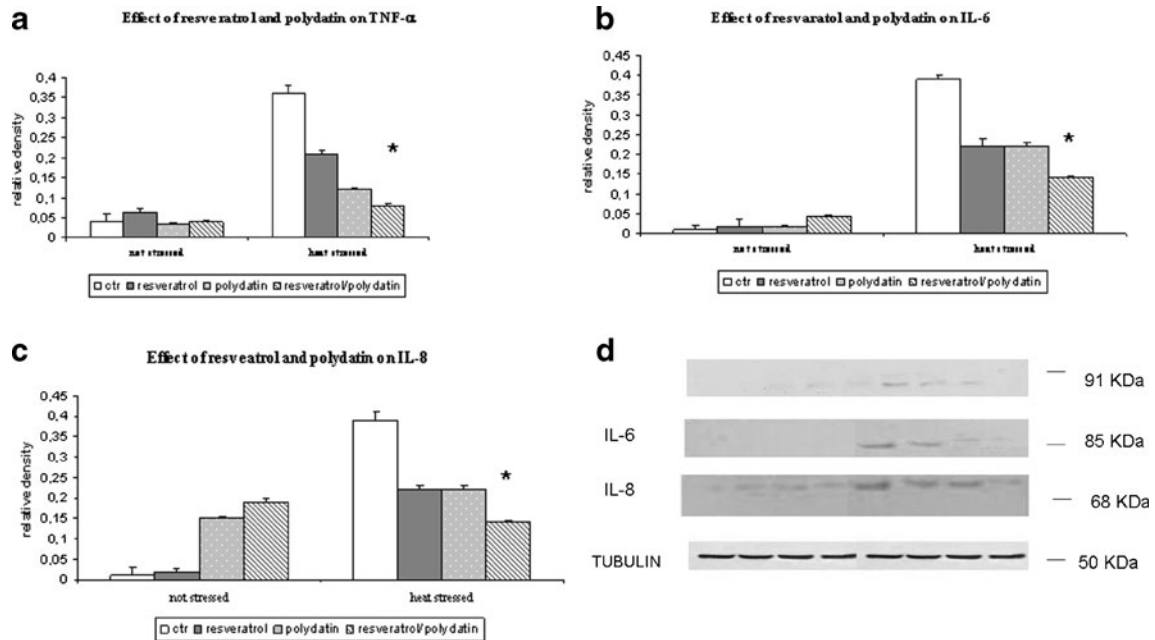 a
Effect of resveratrol and polydatin on TNF-α
relative density
0,4
0,35
0,3
0,25
0,2
0,15
0,1
0,05
0
*
not stressed
heat stressed
ctr resveratrol polydatin resveratrol/polydatin
b
Effect of resvaratol and polydatin on IL-6
relative density
0,4
0,35
0,3
0,25
0,2
0,15
0,1
0,05
0
*
not stressed
heat stressed
ctr resveratrol polydatin resveratrol/polydatin
c
Effect of resveatrol and polydatin on IL-8
relative density
0,4
0,45
0,4
0,35
0,3
0,25
0,2
0,15
0,1
0,05
0
*
not stressed
heat stressed
ctr resveratrol polydatin resveratrol/polydatin
d
91 KDa
IL-6
85 KDa
IL-8
68 KDa
TUBULIN
50 KDa